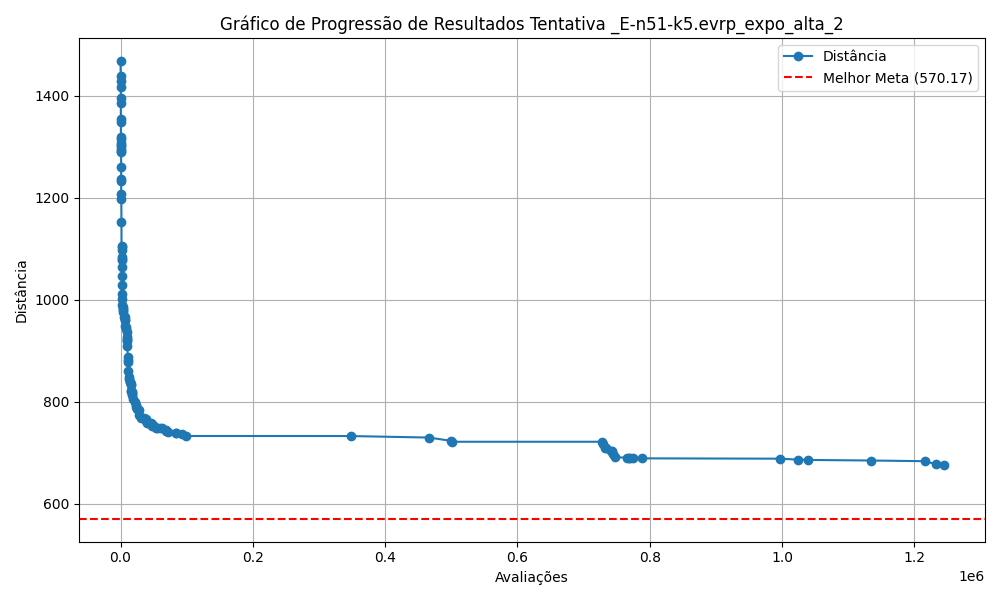 Gráfico de Progressão de Resultados Tentativa _E-n51-k5.evrp_expo_alta_2
Distância
Melhor Meta (570.17)
Distância
1400
1200
1000
800
600
0.0
0.2
0.4
0.6
0.8
1.0
1.2
1e6
Avaliações